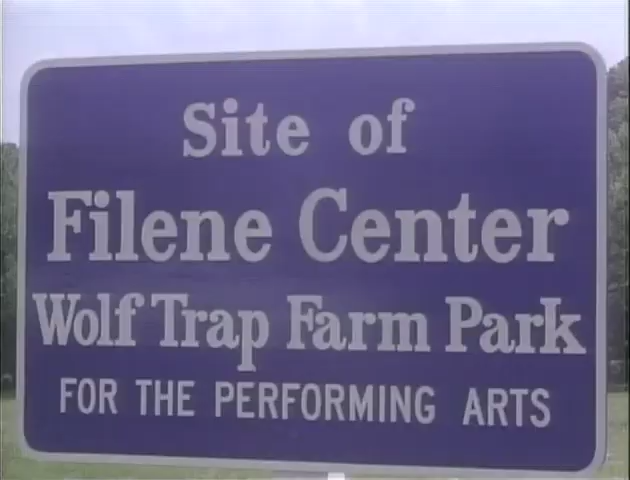 Site of
Filene Center
Wolf Trap Farm Park
FOR THE PERFORMING ARTS